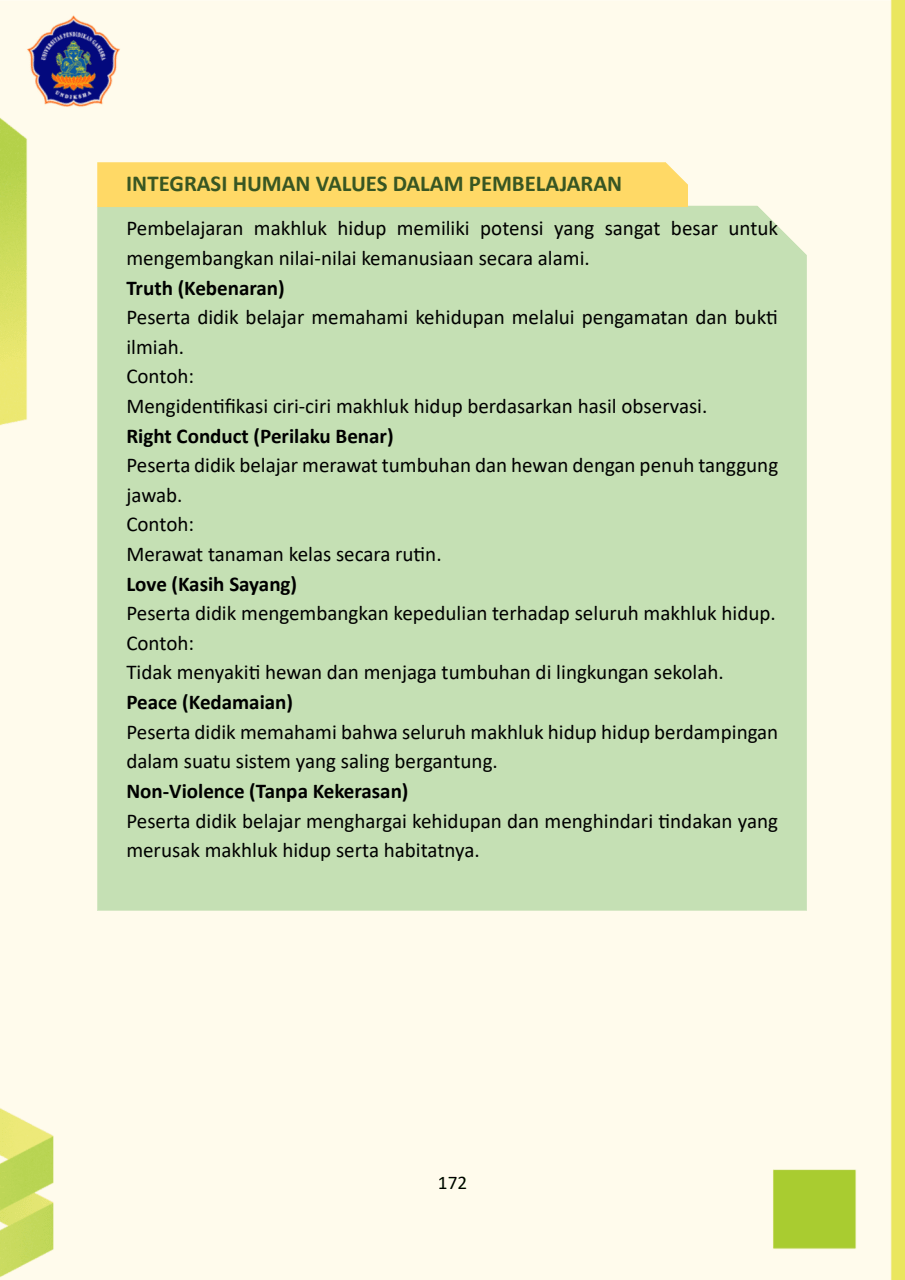 UNIVERSITAS PENDIDIKAN GANESHA
UNDIKSHA
INTEGRASI HUMAN VALUES DALAM PEMBELAJARAN
Pembelajaran makhluk hidup memiliki potensi yang sangat besar untuk
mengembangkan nilai-nilai kemanusiaan secara alami.
Truth (Kebenaran)
Peserta didik belajar memahami kehidupan melalui pengamatan dan bukti
ilmiah.
Contoh:
Mengidentifikasi ciri-ciri makhluk hidup berdasarkan hasil observasi.
Right Conduct (Perilaku Benar)
Peserta didik belajar merawat tumbuhan dan hewan dengan penuh tanggung
jawab.
Contoh:
Merawat tanaman kelas secara rutin.
Love (Kasih Sayang)
Peserta didik mengembangkan kepedulian terhadap seluruh makhluk hidup.
Contoh:
Tidak menyakiti hewan dan menjaga tumbuhan di lingkungan sekolah.
Peace (Kedamaian)
Peserta didik memahami bahwa seluruh makhluk hidup hidup berdampingan
dalam suatu sistem yang saling bergantung.
Non-Violence (Tanpa Kekerasan)
Peserta didik belajar menghargai kehidupan dan menghindari tindakan yang
merusak makhluk hidup serta habitatnya.
172